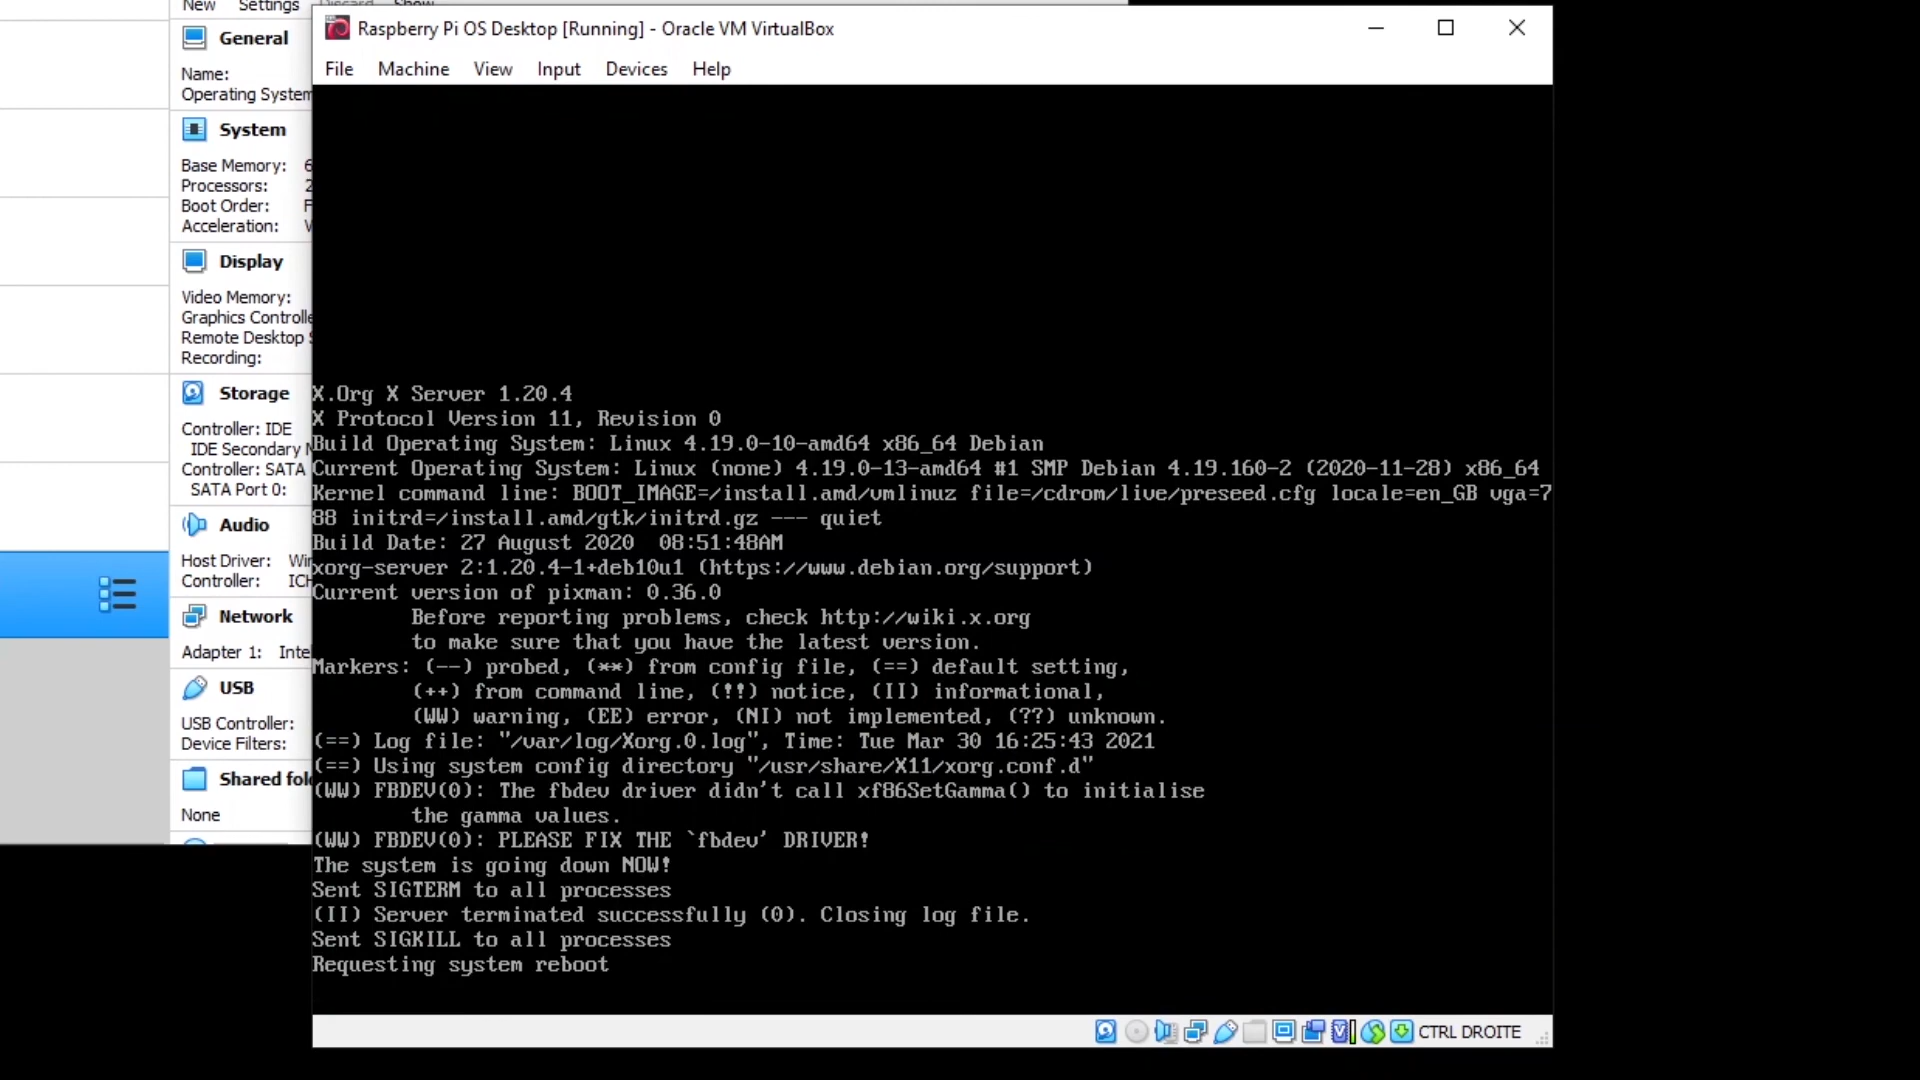 New Settings Discard Show
Raspberry Pi OS Desktop [Running] - Oracle VM VirtualBox
File Machine View Input Devices Help
General
Name:
Operating System
System
Base Memory: 6
Processors: 2
Boot Order: F
Acceleration: V
Display
Video Memory:
Graphics Controlle
Remote Desktop S
Recording:
Storage
Controller: IDE
IDE Secondary M
Controller: SATA
SATA Port 0:
Audio
Host Driver: Win
Controller: ICH
Network
Adapter 1: Inte
USB
USB Controller:
Device Filters:
Shared fol
None
X.Org X Server 1.20.4
X Protocol Version 11, Revision 0
Build Operating System: Linux 4.19.0-10-amd64 x86_64 Debian
Current Operating System: Linux (none) 4.19.0-13-amd64 #1 SMP Debian 4.19.160-2 (2020-11-28) x86_64
Kernel command line: BOOT_IMAGE=/install.amd/vmlinuz file=/cdrom/live/preseed.cfg locale=en_GB vga=7
88 initrd=/install.amd/gtk/initrd.gz --- quiet
Build Date: 27 August 2020  08:51:48AM
xorg-server 2:1.20.4-1+deb10u1 (https://www.debian.org/support)
Current version of pixman: 0.36.0
Before reporting problems, check http://wiki.x.org
to make sure that you have the latest version.
Markers: (--) probed, (**) from config file, (==) default setting,
(++) from command line, (!!) notice, (II) informational,
(WW) warning, (EE) error, (NI) not implemented, (??) unknown.
(==) Log file: "/var/log/Xorg.0.log", Time: Tue Mar 30 16:25:43 2021
(==) Using system config directory "/usr/share/X11/xorg.conf.d"
(WW) FBDEV(0): The fbdev driver didn't call xf86SetGamma() to initialise
the gamma values.
(WW) FBDEV(0): PLEASE FIX THE `fbdev' DRIVER!
The system is going down NOW!
Sent SIGTERM to all processes
(II) Server terminated successfully (0). Closing log file.
Sent SIGKILL to all processes
Requesting system reboot
CTRL DROITE